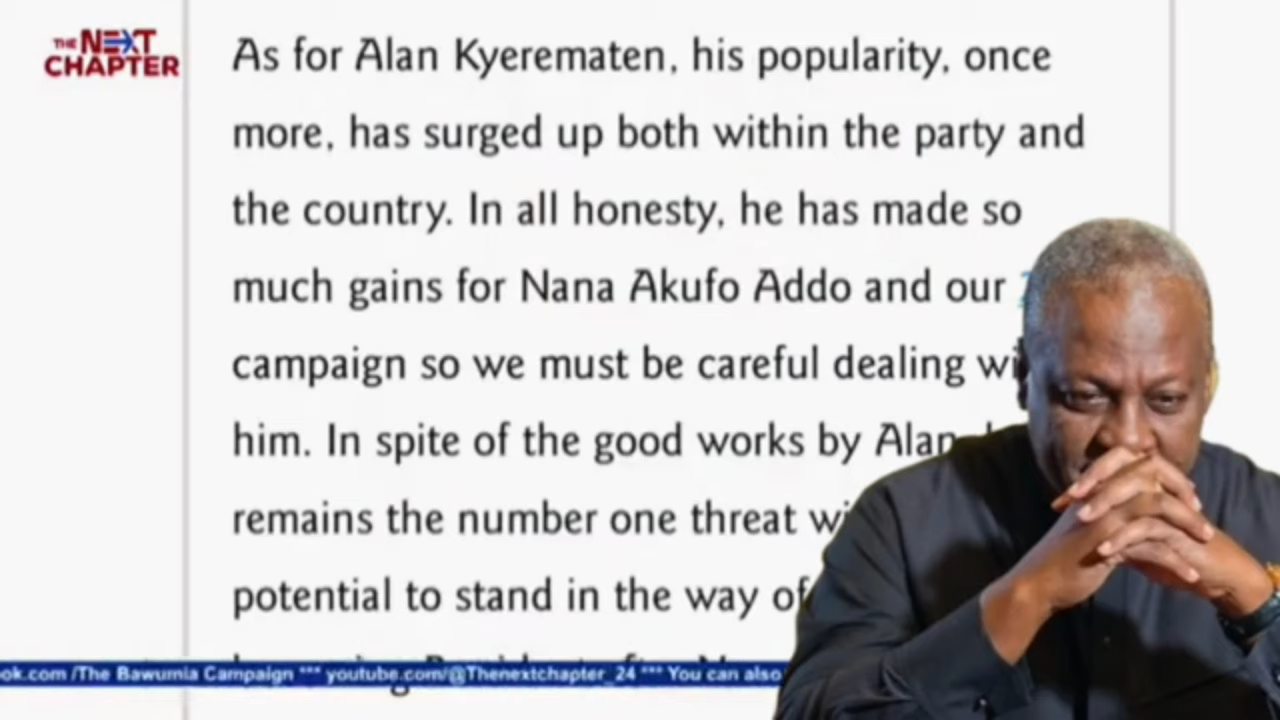 THE NEXT
CHAPTER
As for Alan Kyerematen, his popularity, once
more, has surged up both within the party and
the country. In all honesty, he has made so
much gains for Nana Akufo Addo and our
campaign so we must be careful dealing
him. In spite of the good works by Alan
remains the number one threat
potential to stand in the way of
ok.com /The Bawumia Campaign *** youtube.com/@Thenextchapter_24 *** You can also